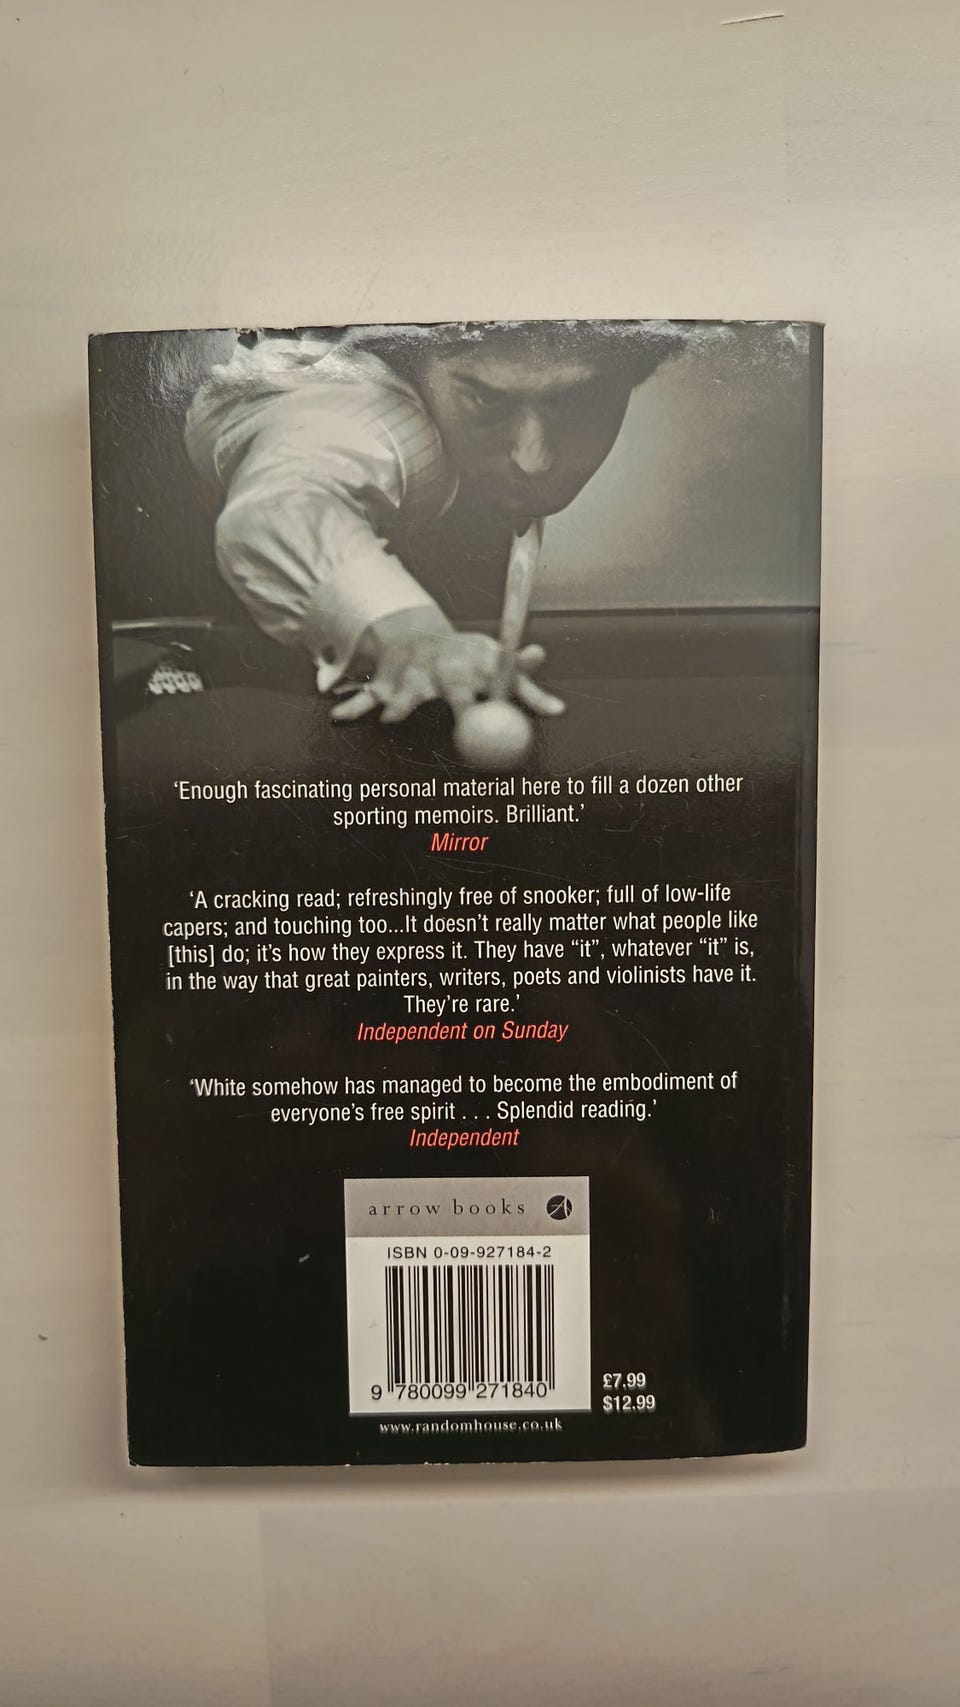 ‘Enough fascinating personal material here to fill a dozen other
sporting memoirs. Brilliant.’
Mirror
‘A cracking read; refreshingly free of snooker; full of low-life
capers; and touching too...It doesn’t really matter what people like
[this] do; it’s how they express it. They have “it”, whatever “it” is,
in the way that great painters, writers, poets and violinists have it.
They’re rare.’
Independent on Sunday
‘White somehow has managed to become the embodiment of
everyone’s free spirit . . . Splendid reading.’
Independent
arrow books
ISBN 0-09-927184-2
9 780099 271840
£7.99
$12.99
www.randomhouse.co.uk